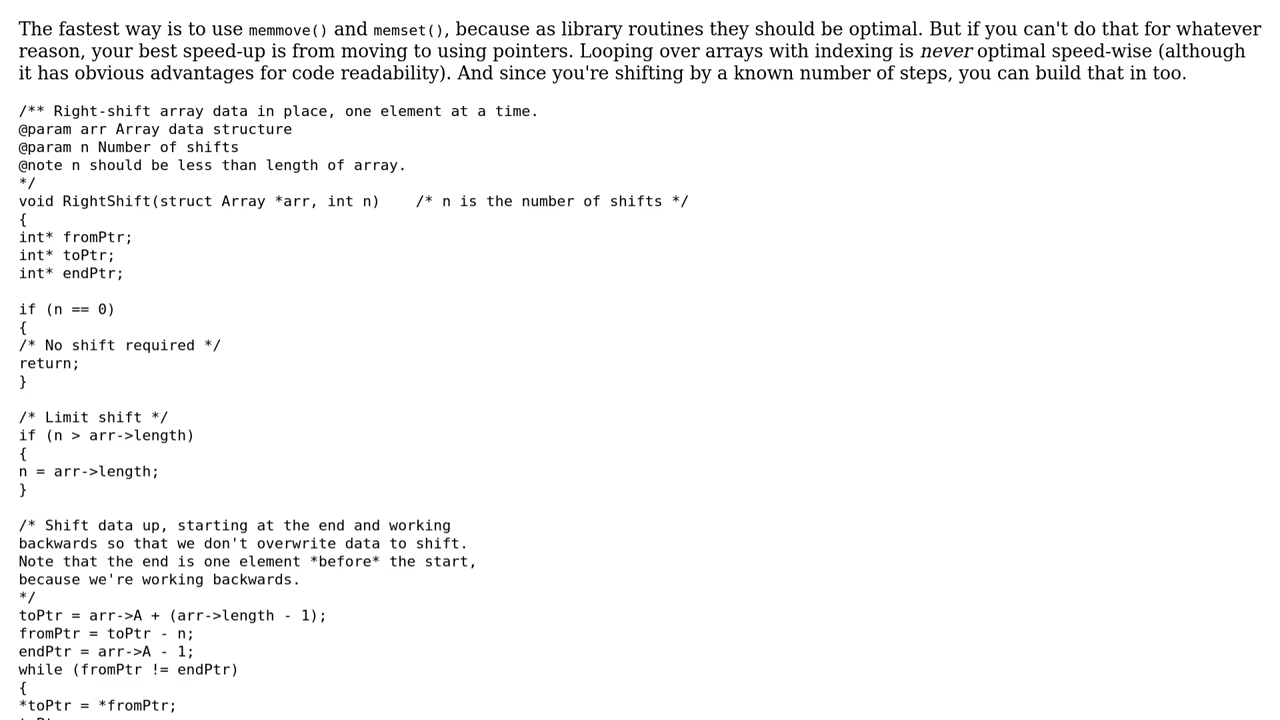 The fastest way is to use memmove() and memset(), because as library routines they should be optimal. But if you can't do that for whatever
reason, your best speed-up is from moving to using pointers. Looping over arrays with indexing is never optimal speed-wise (although
it has obvious advantages for code readability). And since you're shifting by a known number of steps, you can build that in too.
/** Right-shift array data in place, one element at a time.
@param arr Array data structure
@param n Number of shifts
@note n should be less than length of array.
*/
void RightShift(struct Array *arr, int n)    /* n is the number of shifts */
{
int* fromPtr;
int* toPtr;
int* endPtr;
if (n == 0)
{
/* No shift required */
return;
}
/* Limit shift */
if (n > arr->length)
{
n = arr->length;
}
/* Shift data up, starting at the end and working
backwards so that we don't overwrite data to shift.
Note that the end is one element *before* the start,
because we're working backwards.
*/
toPtr = arr->A + (arr->length - 1);
fromPtr = toPtr - n;
endPtr = arr->A - 1;
while (fromPtr != endPtr)
{
*toPtr = *fromPtr;